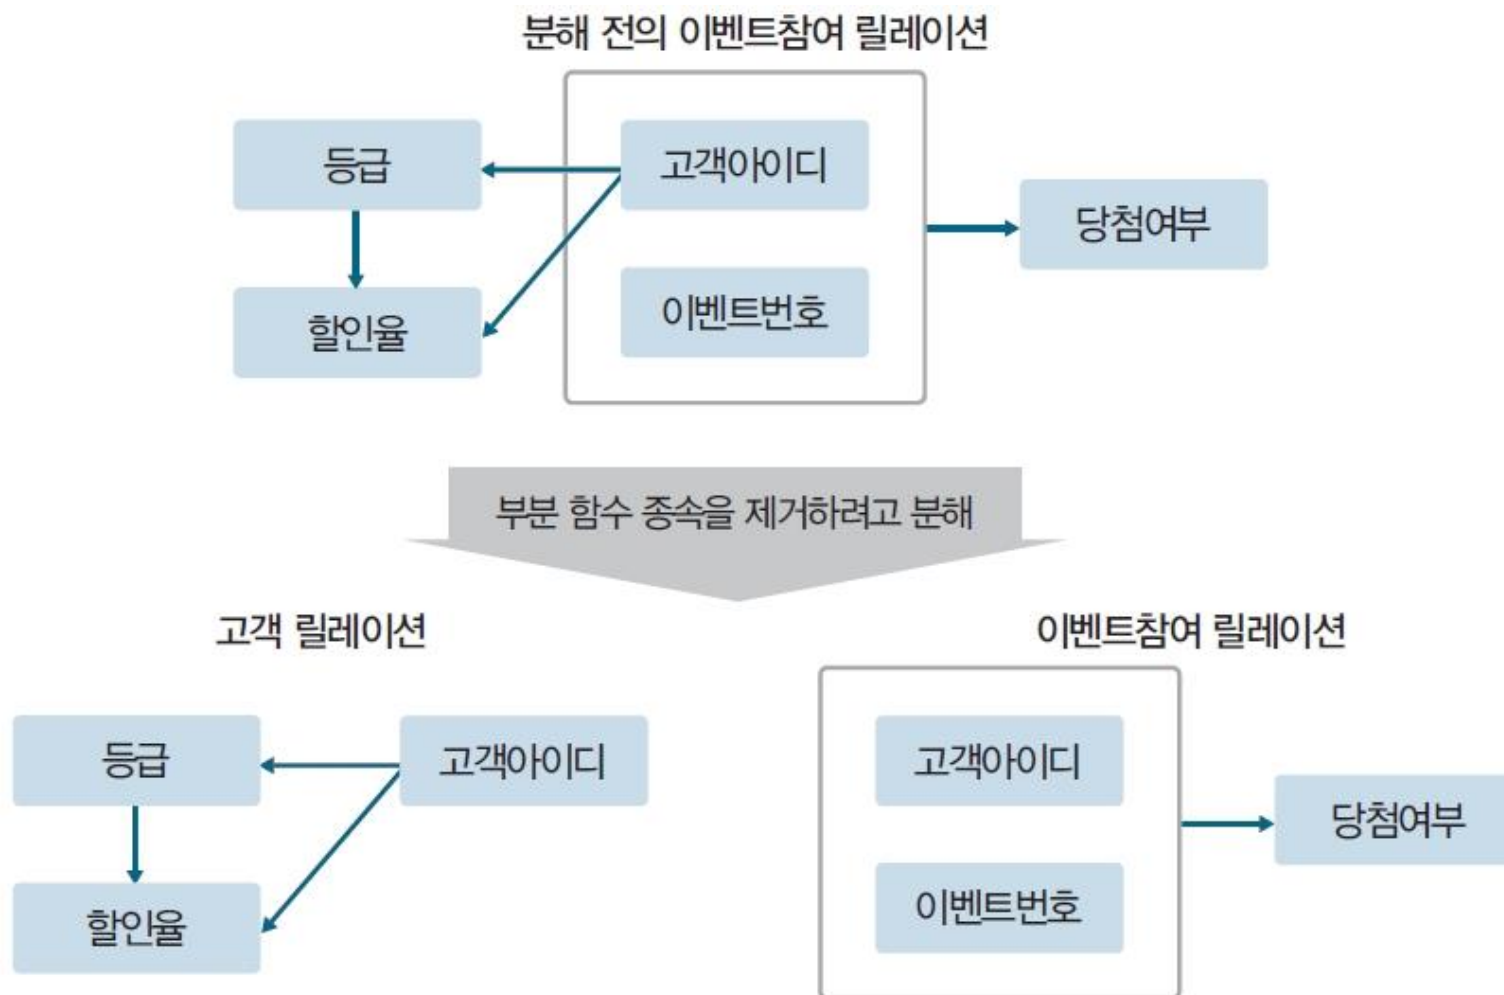 분해 전의 이벤트참여 릴레이션
등급
고객아이디
당첨여부
할인율
이벤트번호
부분 함수 종속을 제거하려고 분해
고객 릴레이션
이벤트참여 릴레이션
등급
고객아이디
고객아이디
당첨여부
할인율
이벤트번호